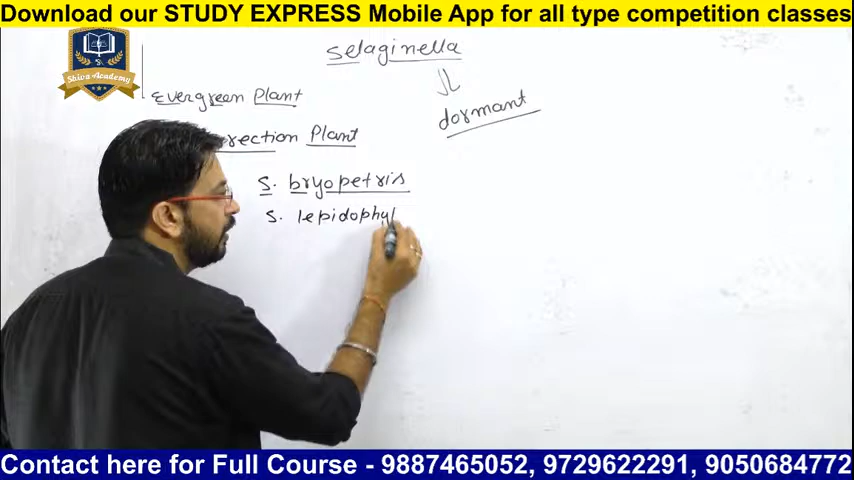 Download our STUDY EXPRESS Mobile App for all type competition classes
Selaginella
Shiva Academy
Evergreen Plant
dormant
rection Plant
S. bryopetris
S. lepidophyl
Contact here for Full Course - 9887465052, 9729622291, 9050684772